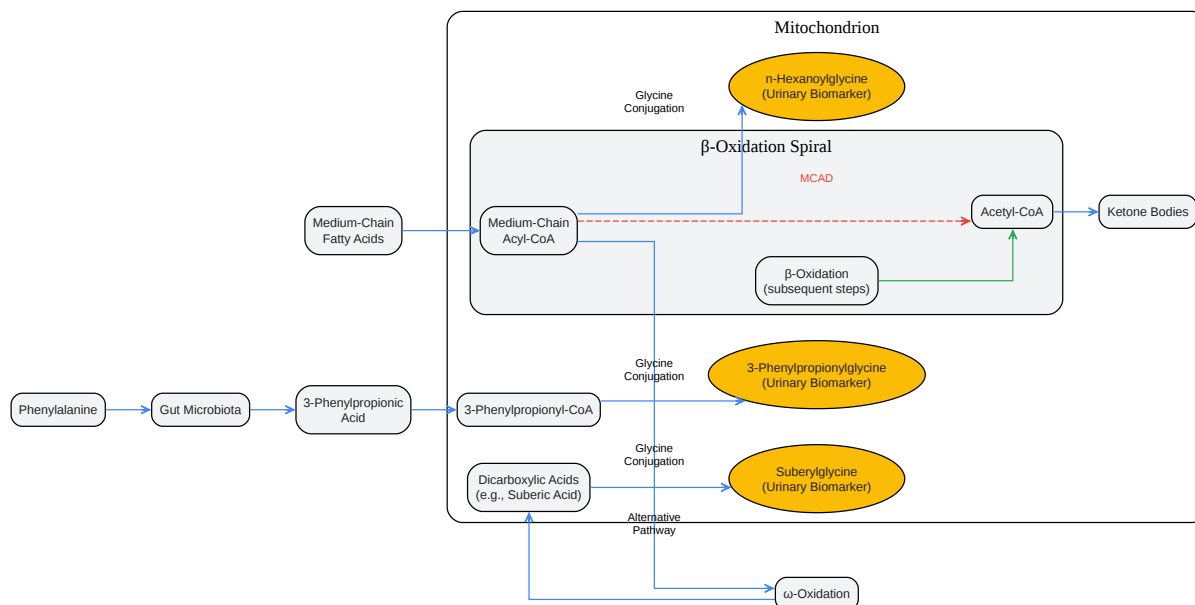 Mitochondrion
n-Hexanoylglycine
(Urinary Biomarker)
Glycine
Conjugation
β-Oxidation Spiral
MCAD
Medium-Chain
Fatty Acids
Medium-Chain
Acyl-CoA
Acetyl-CoA
Ketone Bodies
β-Oxidation
(subsequent steps)
Glycine
Conjugation
3-Phenylpropionylglycine
(Urinary Biomarker)
Phenylalanine
Gut Microbiota
3-Phenylpropionic
Acid
3-Phenylpropionyl-CoA
Glycine
Conjugation
Dicarboxylic Acids
(e.g., Suberic Acid)
Suberylglycine
(Urinary Biomarker)
Alternative
Pathway
ω-Oxidation